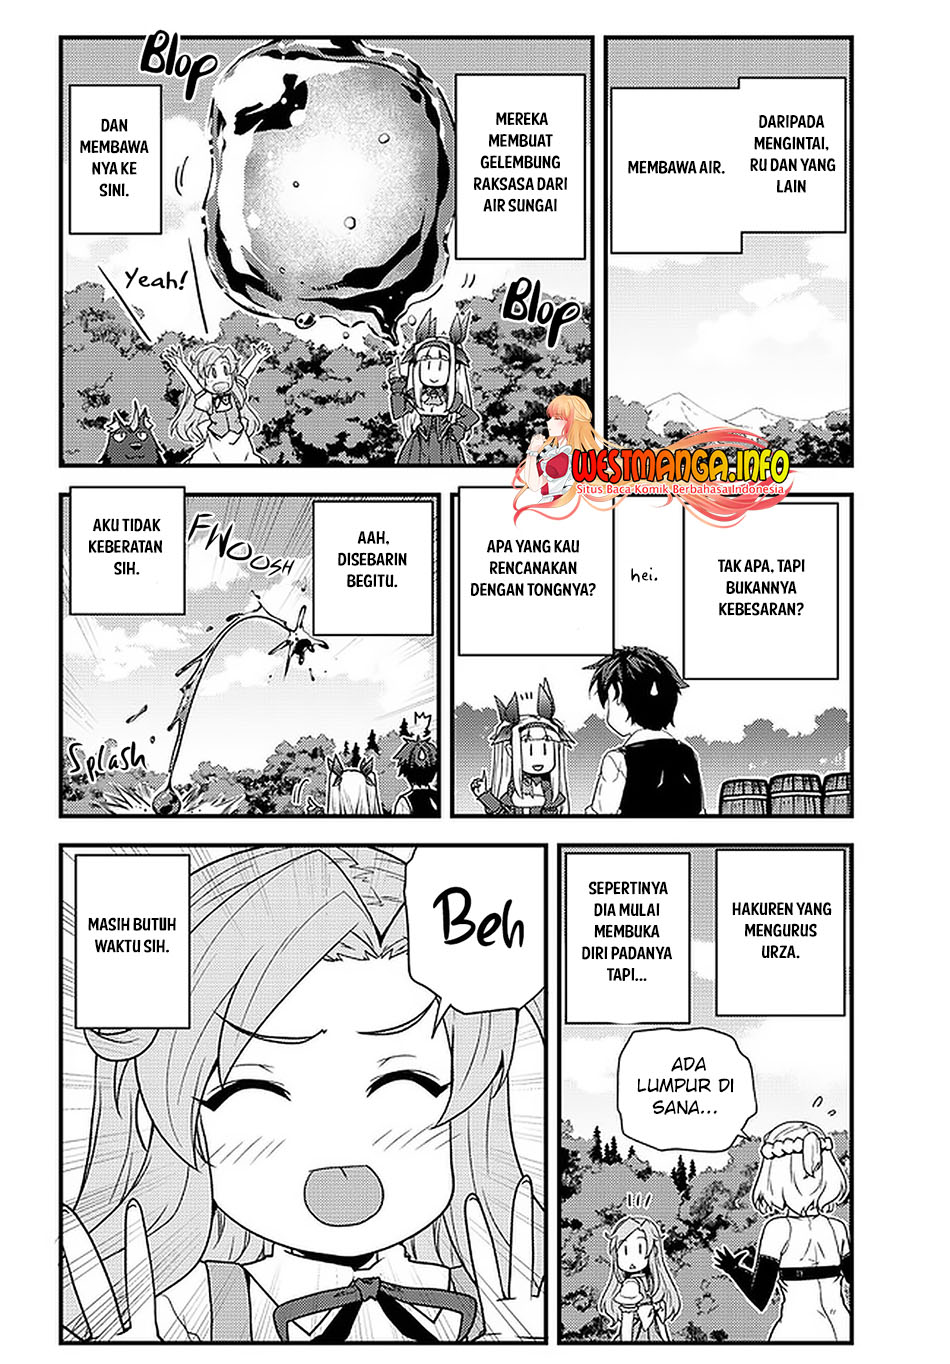 DARIPADA
MENGINTAI,
RU DAN YANG
LAIN
MEMBAWA AIR.
MEREKA
MEMBUAT
GELEMBUNG
RAKSASA DARI
AIR SUNGAI
Blop
DAN
MEMBAWA
NYA KE
SINI.
Yeah!
Blop
WESTMANGA.INFO
Situs Baca Komik Berbahasa Indonesia
TAK APA, TAPI
BUKANNYA
KEBESARAN?
hei.
APA YANG KAU
RENCANAKAN
DENGAN TONGNYA?
AAH,
DISEBARIN
BEGITU.
FWOOSH
AKU TIDAK
KEBERATAN
SIH.
Splash
HAKUREN YANG
MENGURUS
URZA.
SEPERTINYA
DIA MULAI
MEMBUKA
DIRI PADANYA
TAPI...
ADA
LUMPUR DI
SANA...
Beh
MASIH BUTUH
WAKTU SIH.